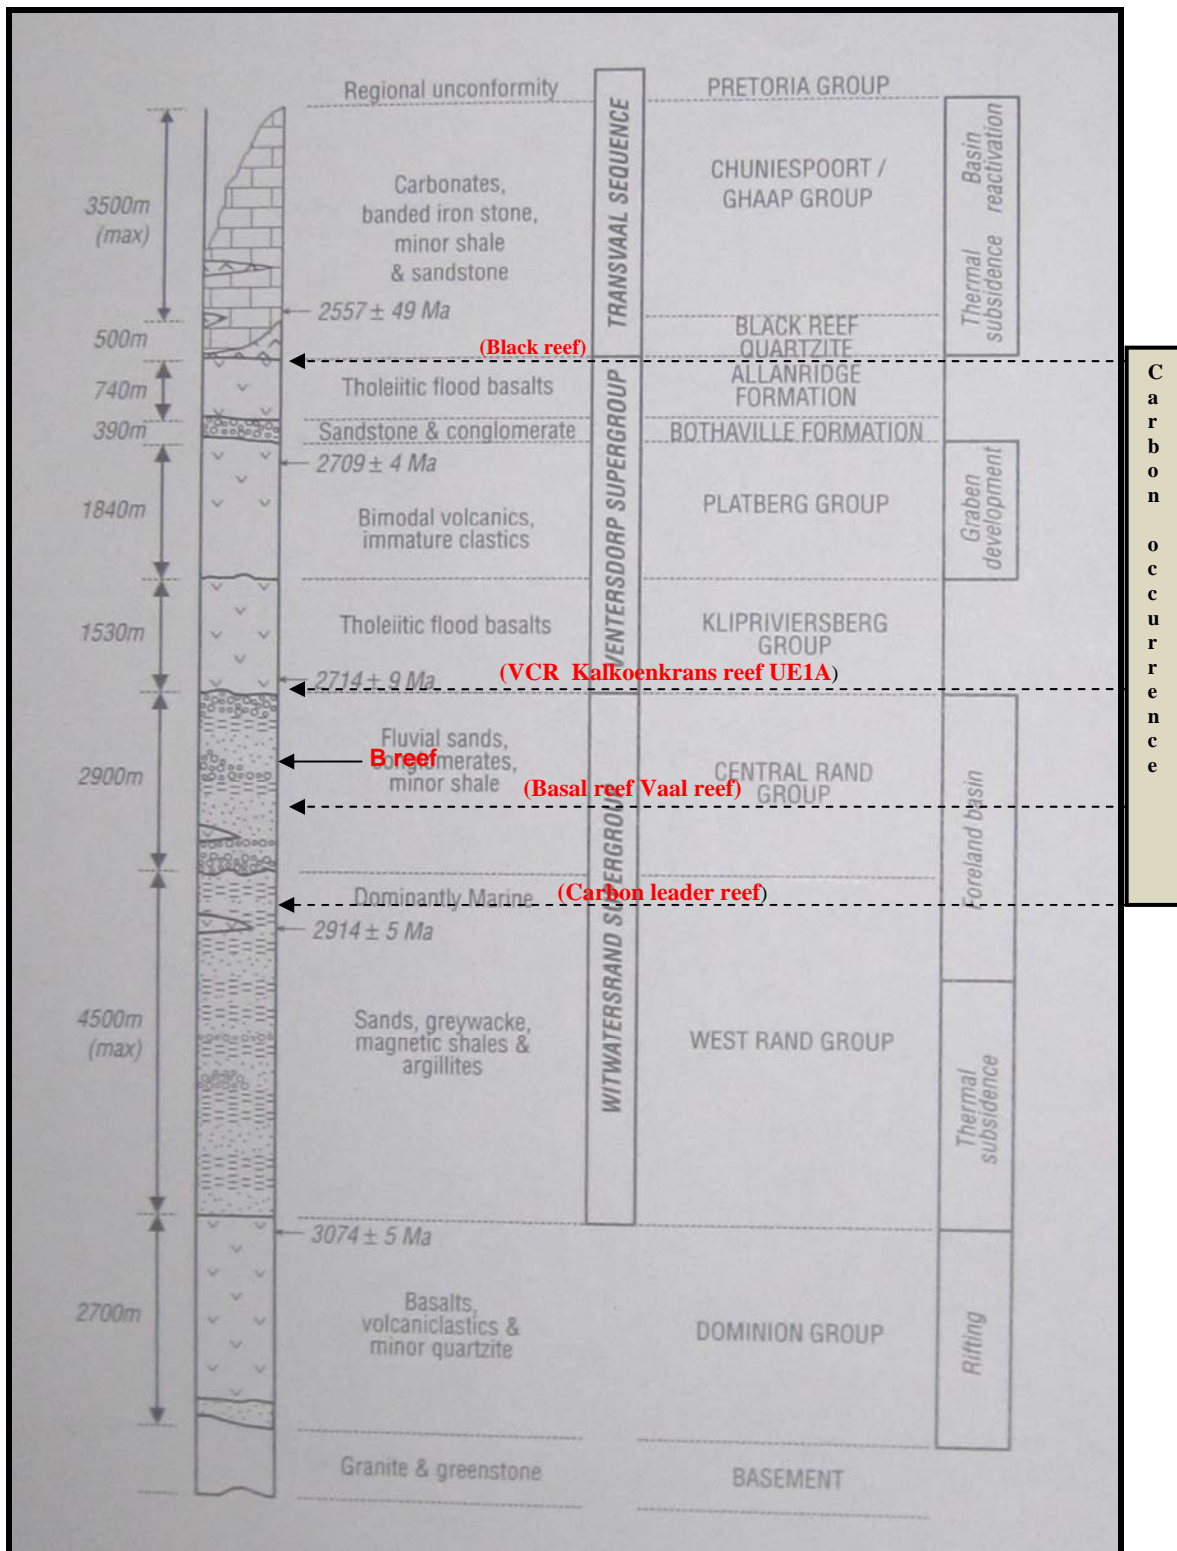 Regional unconformity
PRETORIA GROUP
3500m
(max)
Carbonates,
banded iron stone,
minor shale
& sandstone
TRANSVAAL SEQUENCE
CHUNIESPOORT /
GHAAP GROUP
Basin
reactivation
Thermal
subsidence
2557 ± 49 Ma
500m
BLACK REEF
QUARTZITE
(Black reef)
740m
Tholeiitic flood basalts
ALLANRIDGE
FORMATION
390m
Sandstone & conglomerate
BOTHAVILLE FORMATION
2709 ± 4 Ma
VENTERSDORP SUPERGROUP
1840m
Bimodal volcanics,
immature clastics
PLATBERG GROUP
Graben
development
1530m
Tholeiitic flood basalts
KLIPRIVIERSBERG
GROUP
2714 ± 9 Ma
(VCR Kalkoenkrans reef UE1A)
2900m
Fluvial sands,
conglomerates,
minor shale
B reef
CENTRAL RAND
GROUP
(Basal reef Vaal reef)
Foreland basin
Dominantly Marine
(Carbon leader reef)
2914 ± 5 Ma
WITWATERSRAND SUPERGROUP
4500m
(max)
Sands, greywacke,
magnetic shales &
argillites
WEST RAND GROUP
Thermal
subsidence
3074 ± 5 Ma
2700m
Basalts,
volcaniclastics &
minor quartzite
DOMINION GROUP
Rifting
Granite & greenstone
BASEMENT
Carbon occurrence